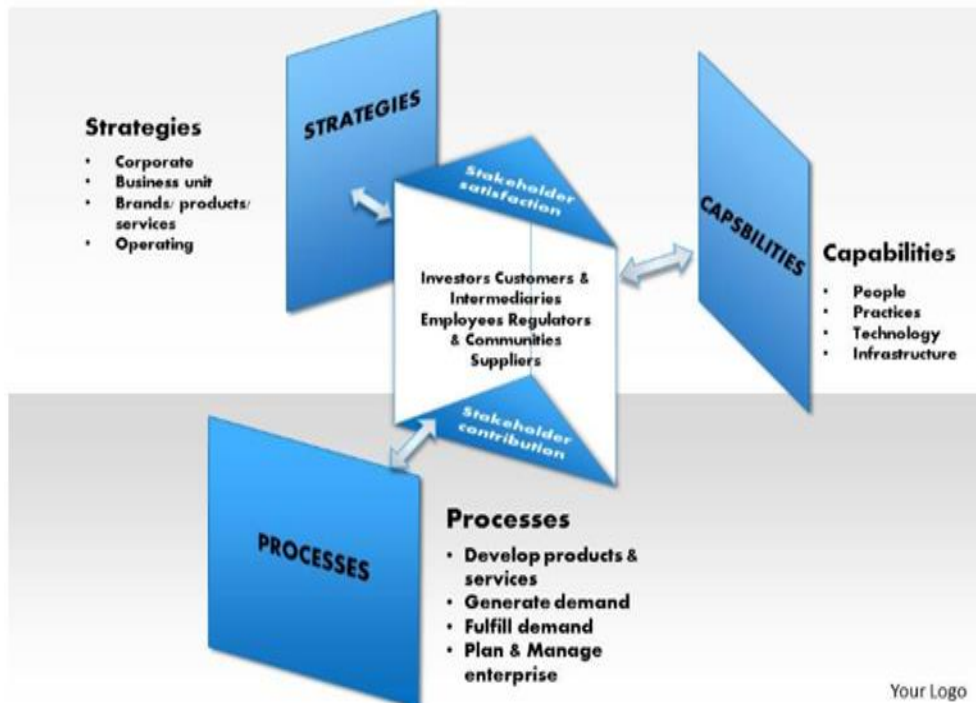 STRATEGIES
Strategies
• Corporate
• Business unit
• Brands/ products/
services
• Operating
Stakeholder
satisfaction
CAPSBILITIES
Capabilities
• People
• Practices
• Technology
• Infrastructure
Investors Customers &
Intermediaries
Employees Regulators
& Communities
Suppliers
Stakeholder
contribution
PROCESSES
Processes
• Develop products &
services
• Generate demand
• Fulfill demand
• Plan & Manage
enterprise
Your Logo